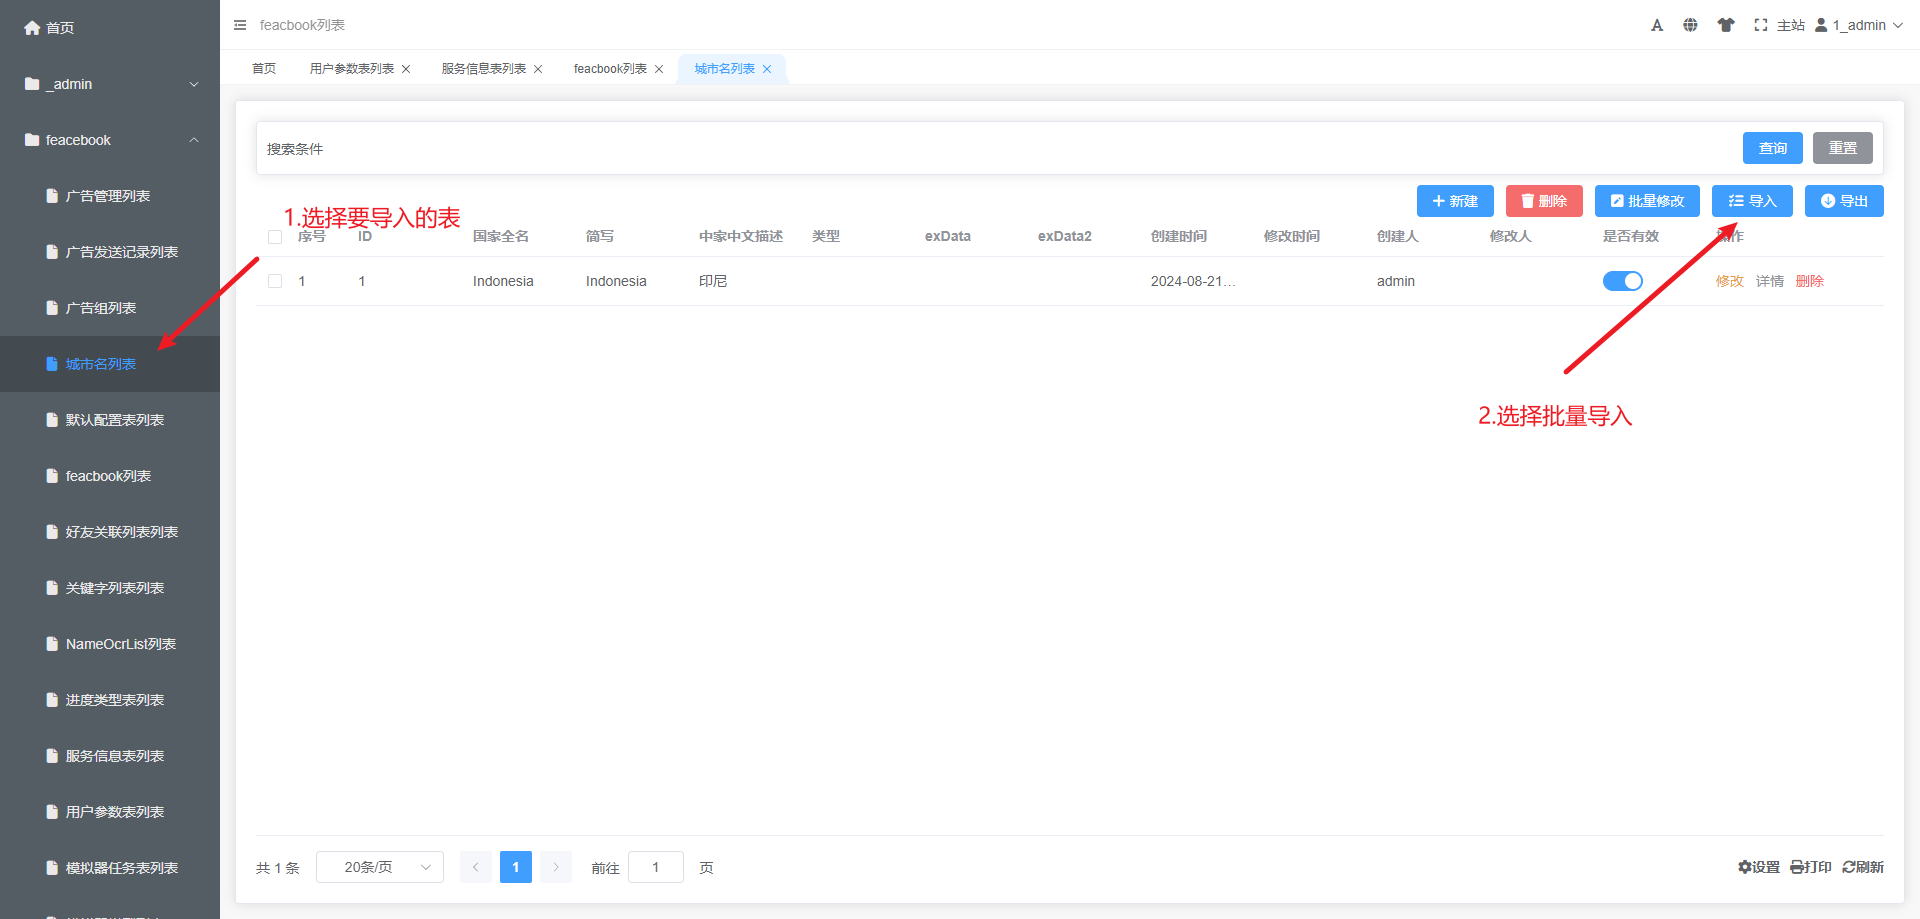 首页
_admin
feacebook
广告管理列表
广告发送记录列表
广告组列表
城市名列表
默认配置表列表
feacbook列表
好友关联列表列表
关键字列表列表
NameOcrList列表
进度类型表列表
服务信息表列表
用户参数表列表
模拟器任务表列表
feacbook列表
主站 1_admin
首页 用户参数表列表 服务信息表列表 feacbook列表 城市名列表
搜索条件 查询 重置
新建 删除 批量修改 导入 导出
1.选择要导入的表
序号 ID 国家全名 简写 中家中文描述 类型 exData exData2 创建时间 修改时间 创建人 修改人 是否有效 操作
1 1 Indonesia Indonesia 印尼 2024-08-21... admin 修改 详情 删除
2.选择批量导入
共 1 条 20条/页 1 前往 1 页 设置 打印 刷新